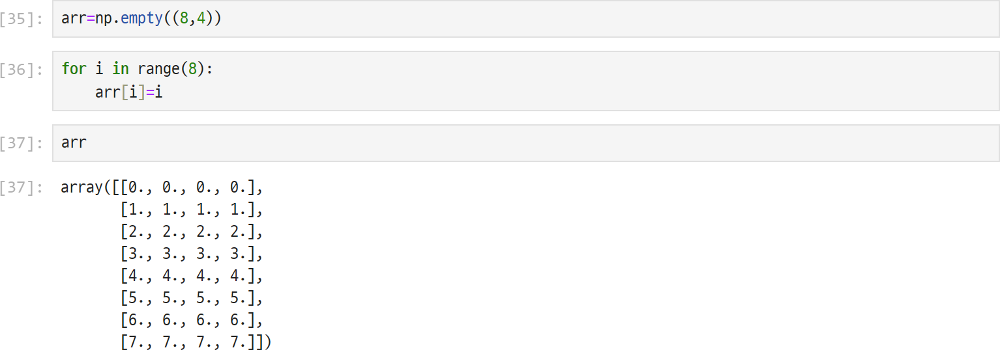 [35]: arr=np.empty((8,4))
[36]: for i in range(8):
    arr[i]=i
[37]: arr
[37]: array([[0., 0., 0., 0.],
       [1., 1., 1., 1.],
       [2., 2., 2., 2.],
       [3., 3., 3., 3.],
       [4., 4., 4., 4.],
       [5., 5., 5., 5.],
       [6., 6., 6., 6.],
       [7., 7., 7., 7.]])